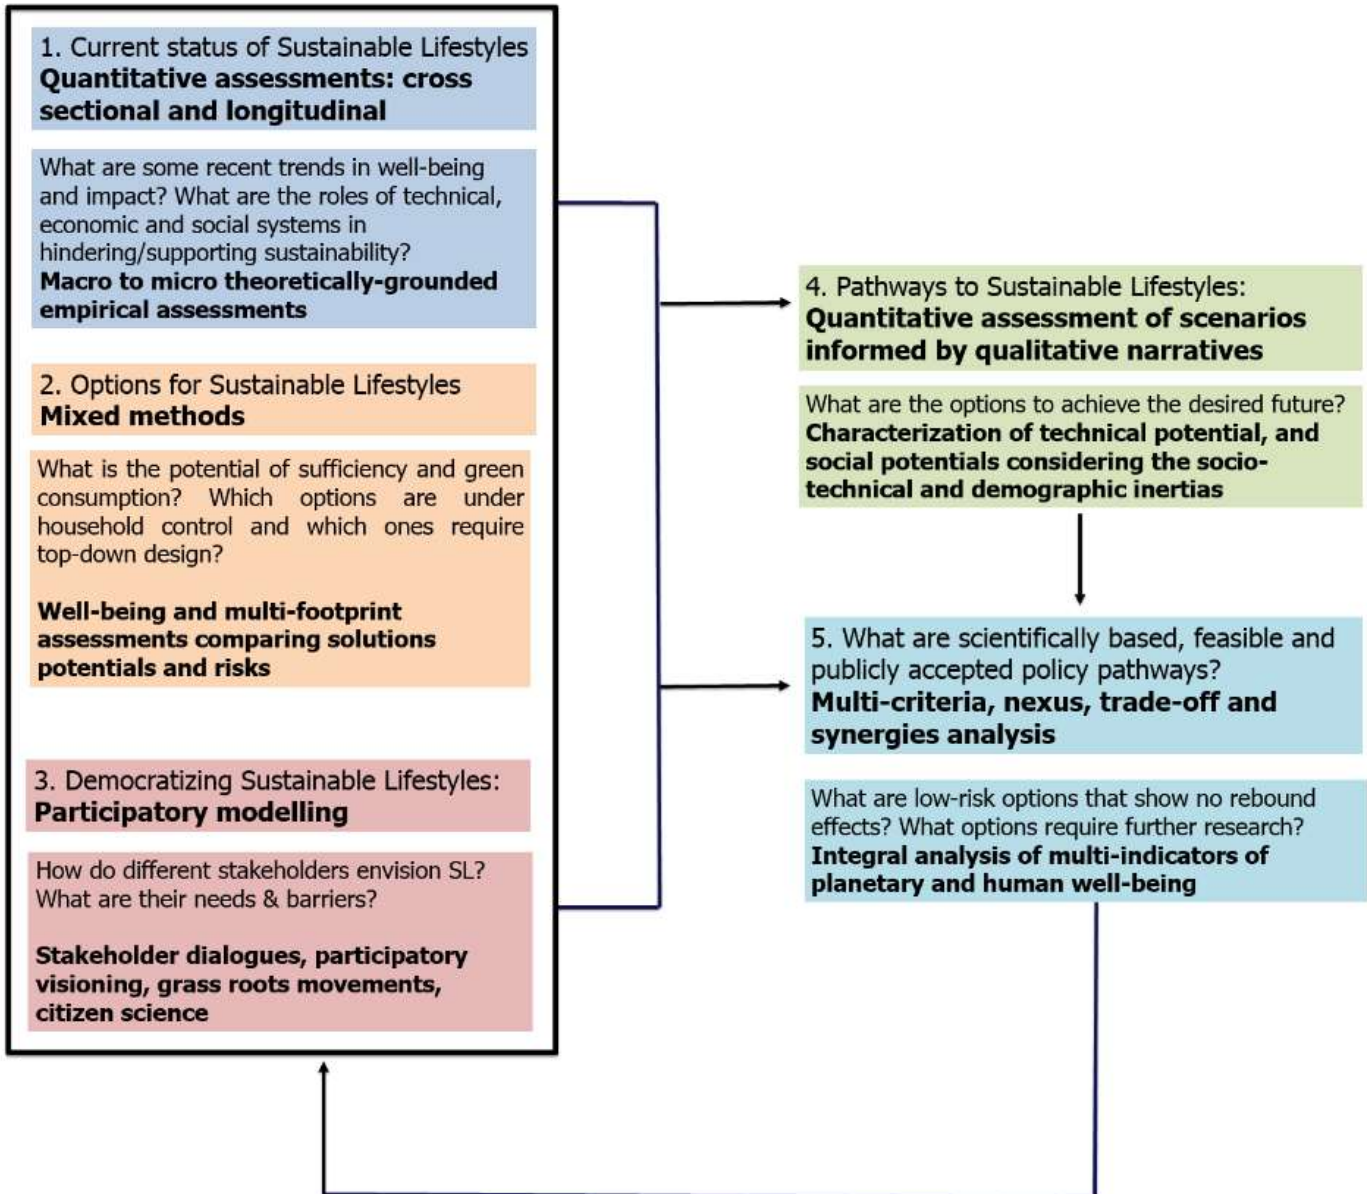 1. Current status of Sustainable Lifestyles
Quantitative assessments: cross
sectional and longitudinal
What are some recent trends in well-being
and impact? What are the roles of technical,
economic and social systems in
hindering/supporting sustainability?
Macro to micro theoretically-grounded
empirical assessments
2. Options for Sustainable Lifestyles
Mixed methods
What is the potential of sufficiency and green
consumption? Which options are under
household control and which ones require
top-down design?
Well-being and multi-footprint
assessments comparing solutions
potentials and risks
3. Democratizing Sustainable Lifestyles:
Participatory modelling
How do different stakeholders envision SL?
What are their needs & barriers?
Stakeholder dialogues, participatory
visioning, grass roots movements,
citizen science
4. Pathways to Sustainable Lifestyles:
Quantitative assessment of scenarios
informed by qualitative narratives
What are the options to achieve the desired future?
Characterization of technical potential, and
social potentials considering the socio-
technical and demographic inertias
5. What are scientifically based, feasible and
publicly accepted policy pathways?
Multi-criteria, nexus, trade-off and
synergies analysis
What are low-risk options that show no rebound
effects? What options require further research?
Integral analysis of multi-indicators of
planetary and human well-being